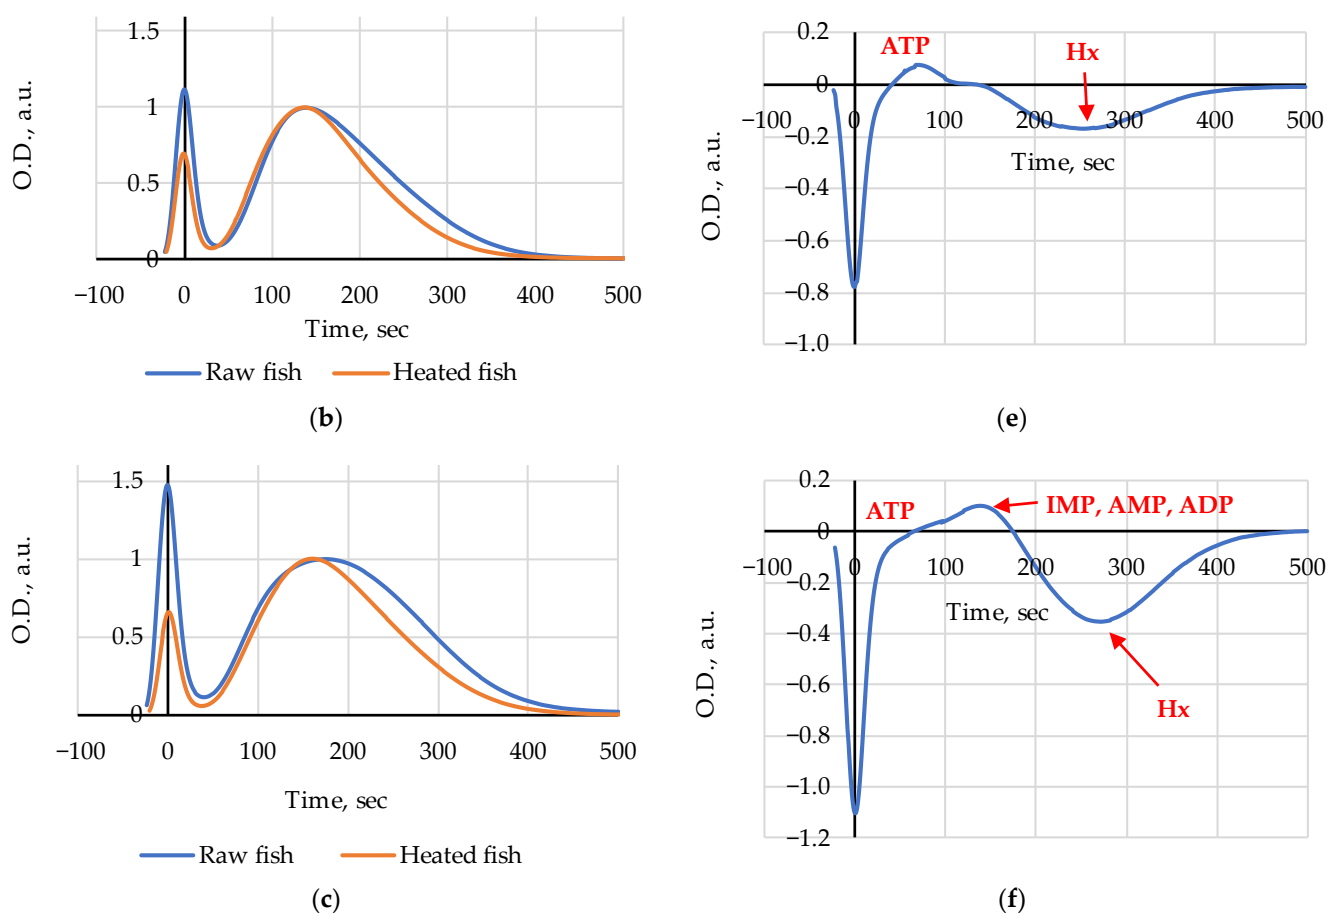 1.5
1
0.5
0
O.D., a.u.
−100 0 100 200 300 400 500
Time, sec
Raw fish Heated fish
(b)
0.2
0
−0.2
−0.4
−0.6
−0.8
−1.0
O.D., a.u.
ATP
Hx
−100 0 100 200 300 400 500
Time, sec
(e)
1.5
1
0.5
0
O.D., a.u.
−100 0 100 200 300 400 500
Time, sec
Raw fish Heated fish
(c)
0.2
0
−0.2
−0.4
−0.6
−0.8
−1.0
−1.2
O.D., a.u.
ATP
IMP, AMP, ADP
−100 0 100 200 300 400 500
Time, sec
Hx
(f)